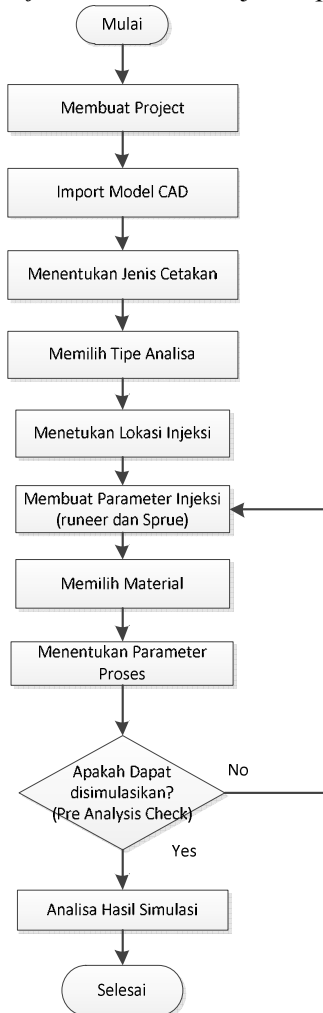 Mulai
Membuat Project
Import Model CAD
Menentukan Jenis Cetakan
Memilih Tipe Analisa
Menetukan Lokasi Injeksi
Membuat Parameter Injeksi
(runeer dan Sprue)
Memilih Material
Menentukan Parameter
Proses
Apakah Dapat
disimulasikan?
(Pre Analysis Check)
No
Yes
Analisa Hasil Simulasi
Selesai